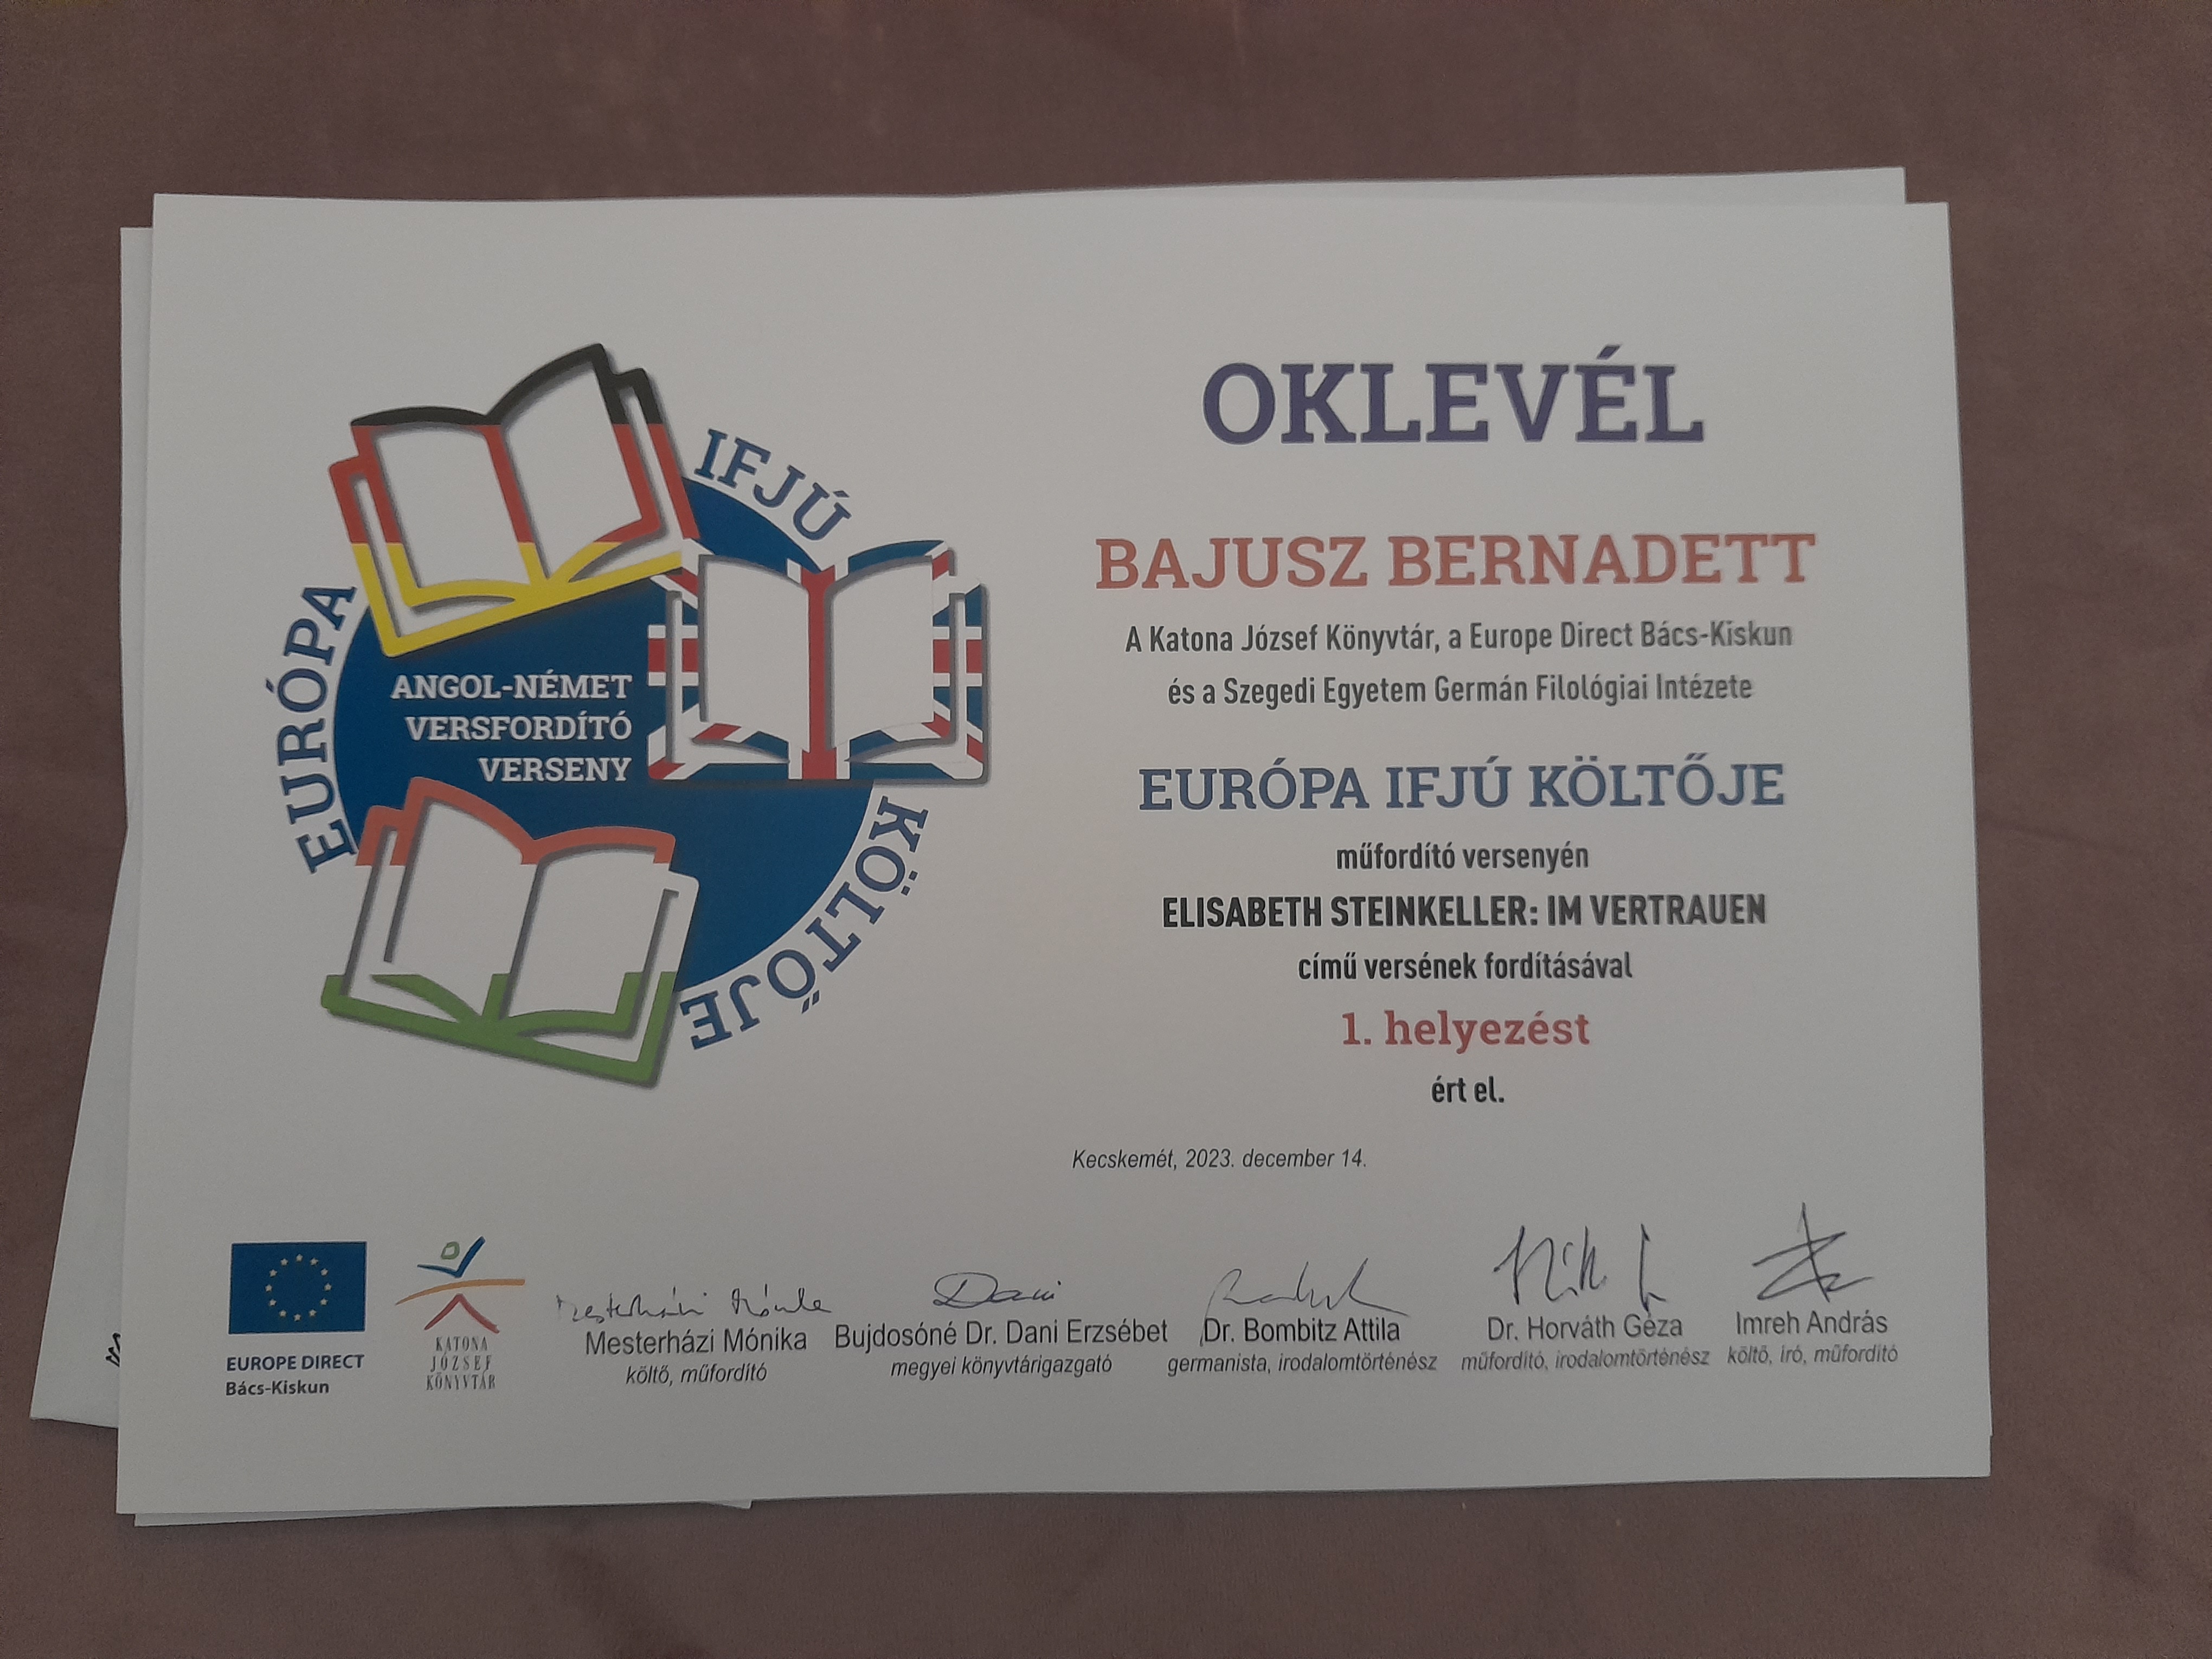 EURÓPA IFJÚ KÖLTŐJE
ANGOL-NÉMET
VERSFORDÍTÓ
VERSENY
OKLEVÉL
BAJUSZ BERNADETT
A Katona József Könyvtár, a Europe Direct Bács-Kiskun
és a Szegedi Egyetem Germán Filológiai Intézete
EURÓPA IFJÚ KÖLTŐJE
műfordító versenyén
ELISABETH STEINKELLER: IM VERTRAUEN
című versének fordításával
1. helyezést
ért el.
Kecskemét, 2023. december 14.
EUROPE DIRECT
Bács-Kiskun
KATONA
JÓZSEF
KÖNYVTÁR
Mesterházi Mónika
Mesterházi Mónika
költő, műfordító
Dani
Bujdosóné Dr. Dani Erzsébet
megyei könyvtárigazgató
Dr. Bombitz Attila
germanista, irodalomtörténész
Dr. Horváth Géza
műfordító, irodalomtörténész
Imreh András
költő, író, műfordító